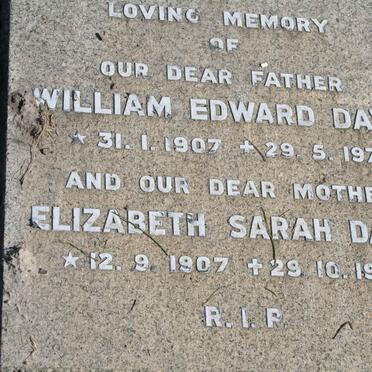 LOVING MEMORY
OF
OUR DEAR FATHER
WILLIAM EDWARD DA
★ 31. 1. 1907 + 29. 5. 197
AND OUR DEAR MOTHE
ELIZABETH SARAH DA
★ 12. 9. 1907 + 29. 10. 19
R. I. R.